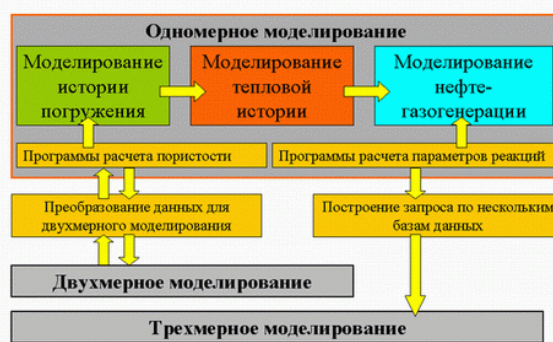 Одномерное моделирование
Моделирование
истории
погружения
Моделирование
тепловой
истории
Моделирование
нефте-
газогенерации
Программы расчета пористости
Программы расчета параметров реакций
Преобразование данных для
двухмерного моделирования
Построение запроса по нескольким
базам данных
Двухмерное моделирование
Трехмерное моделирование